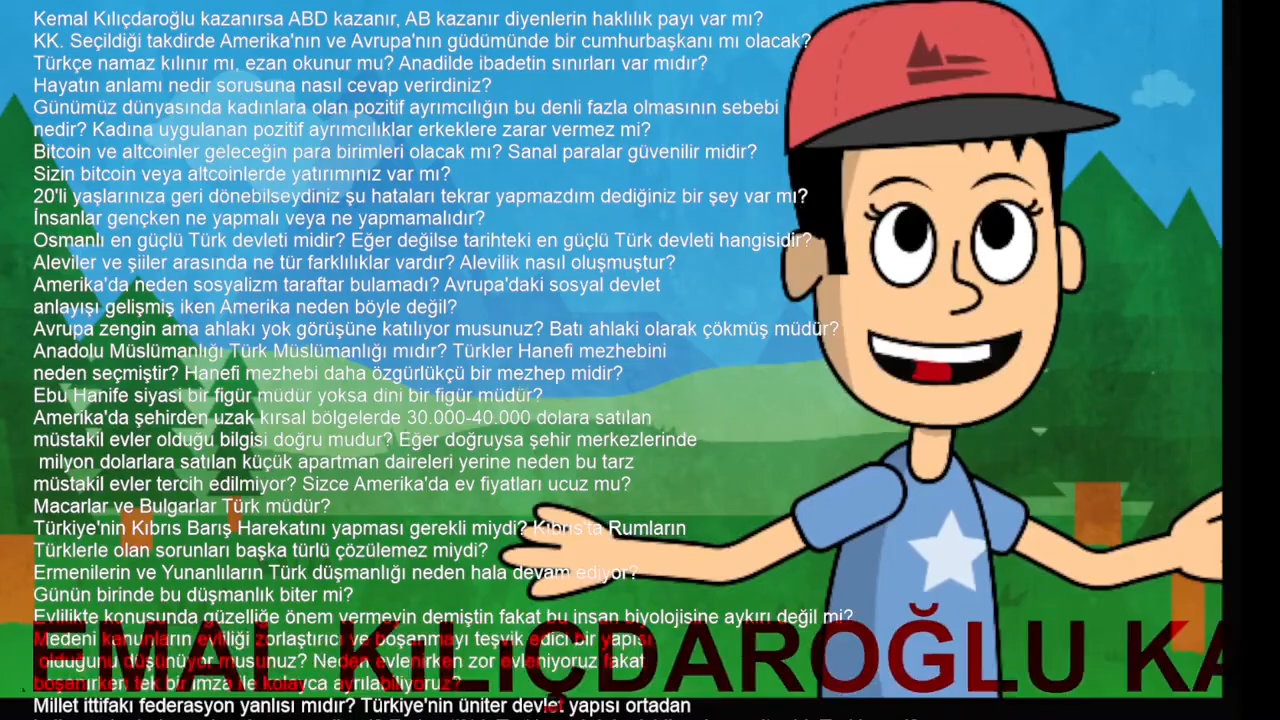 Kemal Kılıçdaroğlu kazanırsa ABD kazanır, AB kazanır diyenlerin haklılık payı var mı?
KK. Seçildiği takdirde Amerika'nın ve Avrupa'nın güdümünde bir cumhurbaşkanı mı olacak?
Türkçe namaz kılınır mı, ezan okunur mu? Anadilde ibadetin sınırları var mıdır?
Hayatın anlamı nedir sorusuna nasıl cevap verirdiniz?
Günümüz dünyasında kadınlara olan pozitif ayrımcılığın bu denli fazla olmasının sebebi
nedir? Kadına uygulanan pozitif ayrımcılıklar erkeklere zarar vermez mi?
Bitcoin ve altcoinler geleceğin para birimleri olacak mı? Sanal paralar güvenilir midir?
Sizin bitcoin veya altcoinlerde yatırımınız var mı?
20'li yaşlarınıza geri dönebilseydiniz şu hataları tekrar yapmazdım dediğiniz bir şey var mı?
İnsanlar gençken ne yapmalı veya ne yapmamalıdır?
Osmanlı en güçlü Türk devleti midir? Eğer değilse tarihteki en güçlü Türk devleti hangisidir?
Aleviler ve şiiler arasında ne tür farklılıklar vardır? Alevilik nasıl oluşmuştur?
Amerika'da neden sosyalizm taraftar bulamadı? Avrupa'daki sosyal devlet
anlayışı gelişmiş iken Amerika neden böyle değil?
Avrupa zengin ama ahlakı yok görüşüne katılıyor musunuz? Batı ahlaki olarak çökmüş müdür?
Anadolu Müslümanlığı Türk Müslümanlığı mıdır? Türkler Hanefi mezhebini
neden seçmiştir? Hanefi mezhebi daha özgürlükçü bir mezhep midir?
Ebu Hanife siyasi bir figür müdür yoksa dini bir figür müdür?
Amerika'da şehirden uzak kırsal bölgelerde 30.000-40.000 dolara satılan
müstakil evler olduğu bilgisi doğru mudur? Eğer doğruysa şehir merkezlerinde
milyon dolarlara satılan küçük apartman daireleri yerine neden bu tarz
müstakil evler tercih edilmiyor? Sizce Amerika'da ev fiyatları ucuz mu?
Macarlar ve Bulgarlar Türk müdür?
Türkiye'nin Kıbrıs Barış Harekatını yapması gerekli miydi? Kıbrıs'ta Rumların
Türklerle olan sorunları başka türlü çözülemez miydi?
Ermenilerin ve Yunanlıların Türk düşmanlığı neden hala devam ediyor?
Günün birinde bu düşmanlık biter mi?
Evlilikte konusunda güzelliğe önem vermeyin demiştin fakat bu insan biyolojisine aykırı değil mi?
Medeni kanunların evliliği zorlaştırıcı ve boşanmayı teşvik edici bir yapısı
olduğunu düşünüyor musunuz? Neden evlenirken zor evleniyoruz fakat
boşanırken tek bir imza ile kolayca ayrılabiliyoruz?
EMAL KıLıÇDAROĞLU KA
Millet ittifakı federasyon yanlısı mıdır? Türkiye'nin üniter devlet yapısı ortadan